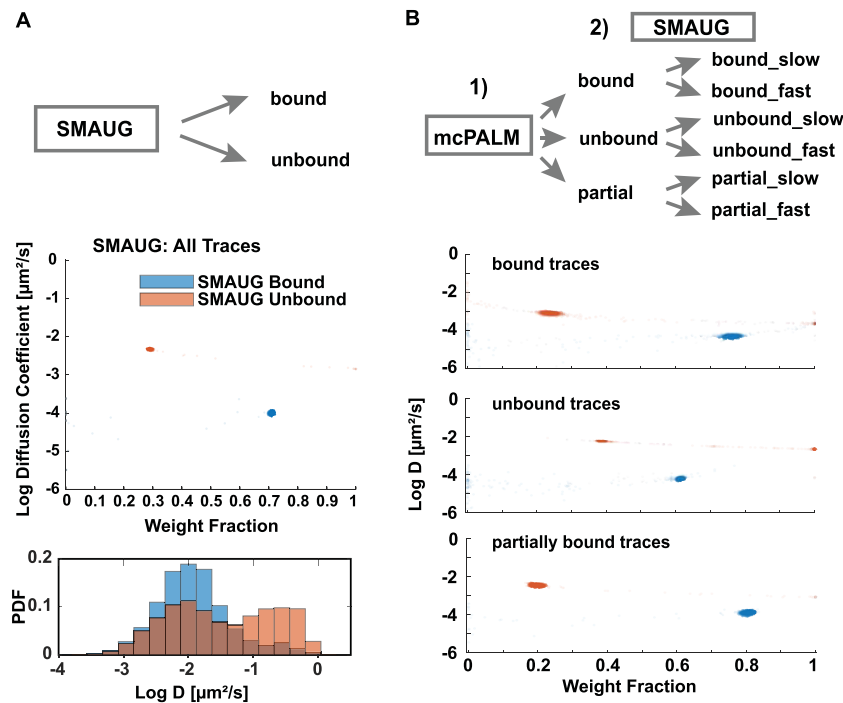 A
SMAUG
bound
unbound
SMAUG: All Traces
SMAUG Bound
SMAUG Unbound
Log Diffusion Coefficient [µm²/s]
0
-1
-2
-3
-4
-5
-6
0 0.1 0.2 0.3 0.4 0.5 0.6 0.7 0.8 0.9 1
Weight Fraction
PDF
0.2
0.1
0
-4 -3 -2 -1 0
Log D [µm²/s]
B
2) SMAUG
1)
mcPALM
bound
unbound
partial
bound_slow
bound_fast
unbound_slow
unbound_fast
partial_slow
partial_fast
Log D [µm²/s]
bound traces
0
-2
-4
-6
unbound traces
0
-2
-4
-6
partially bound traces
0
-2
-4
-6
0 0.2 0.4 0.6 0.8 1
Weight Fraction